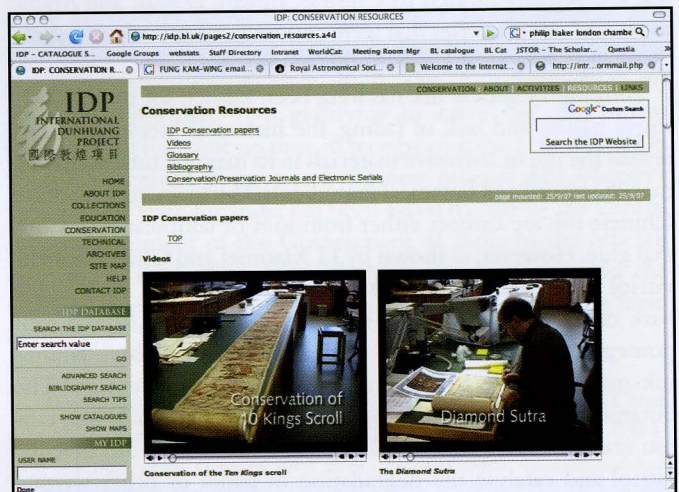 IDP: CONSERVATION RESOURCES
http://idp.bl.uk/pages2/conservation_resources.a4d
philip baker london chambe
IDP – CATALOGUE S...
Google Groups
webstats
Staff Directory
Intranet
WorldCat
Meeting Room Mgr
BL catalogue
BL Cat
JSTOR – The Scholar...
Questia
IDP: CONSERVATION R...
FUNG KAM-WING email...
Royal Astronomical Soci...
Welcome to the Internat...
http://intr...ormmail.php
CONSERVATION : ABOUT | ACTIVITIES | RESOURCES | LINKS
IDP
INTERNATIONAL
DUNHUANG
PROJECT
國際敦煌項目
HOME
ABOUT IDP
COLLECTIONS
EDUCATION
CONSERVATION
TECHNICAL
ARCHIVES
SITE MAP
HELP
CONTACT IDP
IDP DATABASE
SEARCH THE IDP DATABASE
Enter search value
GO
ADVANCED SEARCH
BIBLIOGRAPHY SEARCH
SEARCH TIPS
SHOW CATALOGUES
SHOW MAPS
MY IDP
USER NAME
Conservation Resources
IDP Conservation papers
Videos
Glossary
Bibliography
Conservation/Preservation Journals and Electronic Serials
Google™ Custom Search
Search the IDP Website
page mounted: 25/9/07 last updated: 25/9/07
IDP Conservation papers
TOP
Videos
Conservation of
10 Kings Scroll
Diamond Sutra
Conservation of the Ten Kings scroll
The Diamond Sutra
Done